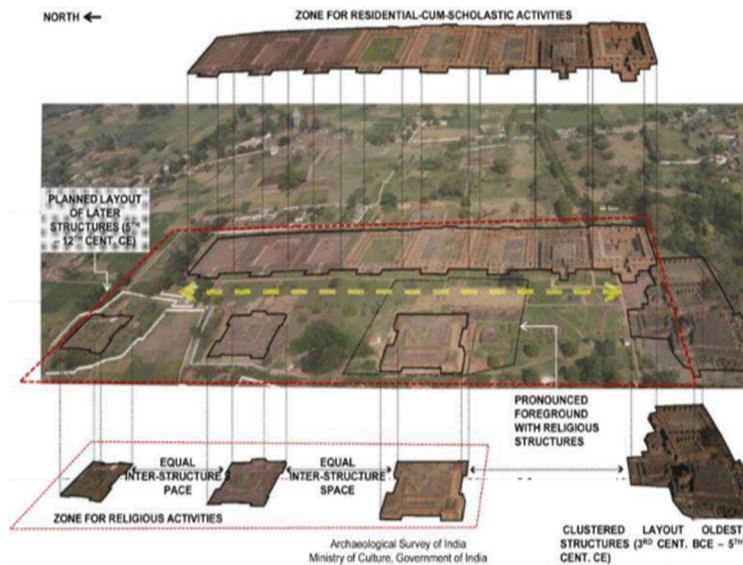 ZONE FOR RESIDENTIAL-CUM-SCHOLASTIC ACTIVITIES
NORTH
PLANNED LAYOUT
OF LATER
STRUCTURES (5TH
– 12TH CENT. CE)
PRONOUNCED
FOREGROUND
WITH RELIGIOUS
STRUCTURES
EQUAL
INTER-STRUCTURE S
PACE
EQUAL
INTER-STRUCTURE
SPACE
ZONE FOR RELIGIOUS ACTIVITIES
CLUSTERED LAYOUT OLDEST
STRUCTURES (3RD CENT. BCE – 5TH
CENT. CE)
Archaeological Survey of India
Ministry of Culture, Government of India